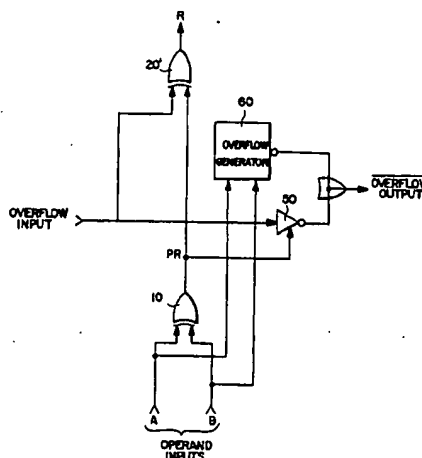 R
20'
60
OVERFLOW
GENERATOR
OVERFLOW
OUTPUT
OVERFLOW
INPUT
50
PR
10
A
B
OPERAND
INPUTS